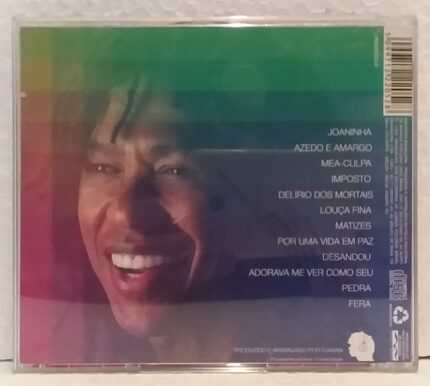 JOANINHA
AZEDO E AMARGO
MEA-CULPA
IMPOSTO
DELÍRIO DOS MORTAIS
LOUÇA FINA
MATIZES
POR UMA VIDA EM PAZ
DESANDOU
ADORAVA ME VER COMO SEU
PEDRA
FERA
PRODUZIDO E ARRANJADO POR DJAVAN